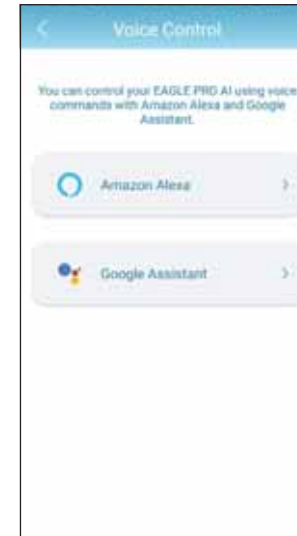 Voice Control
You can control your EAGLE PRO AI using voice
commands with Amazon Alexa and Google
Assistant.
Amazon Alexa
Google Assistant